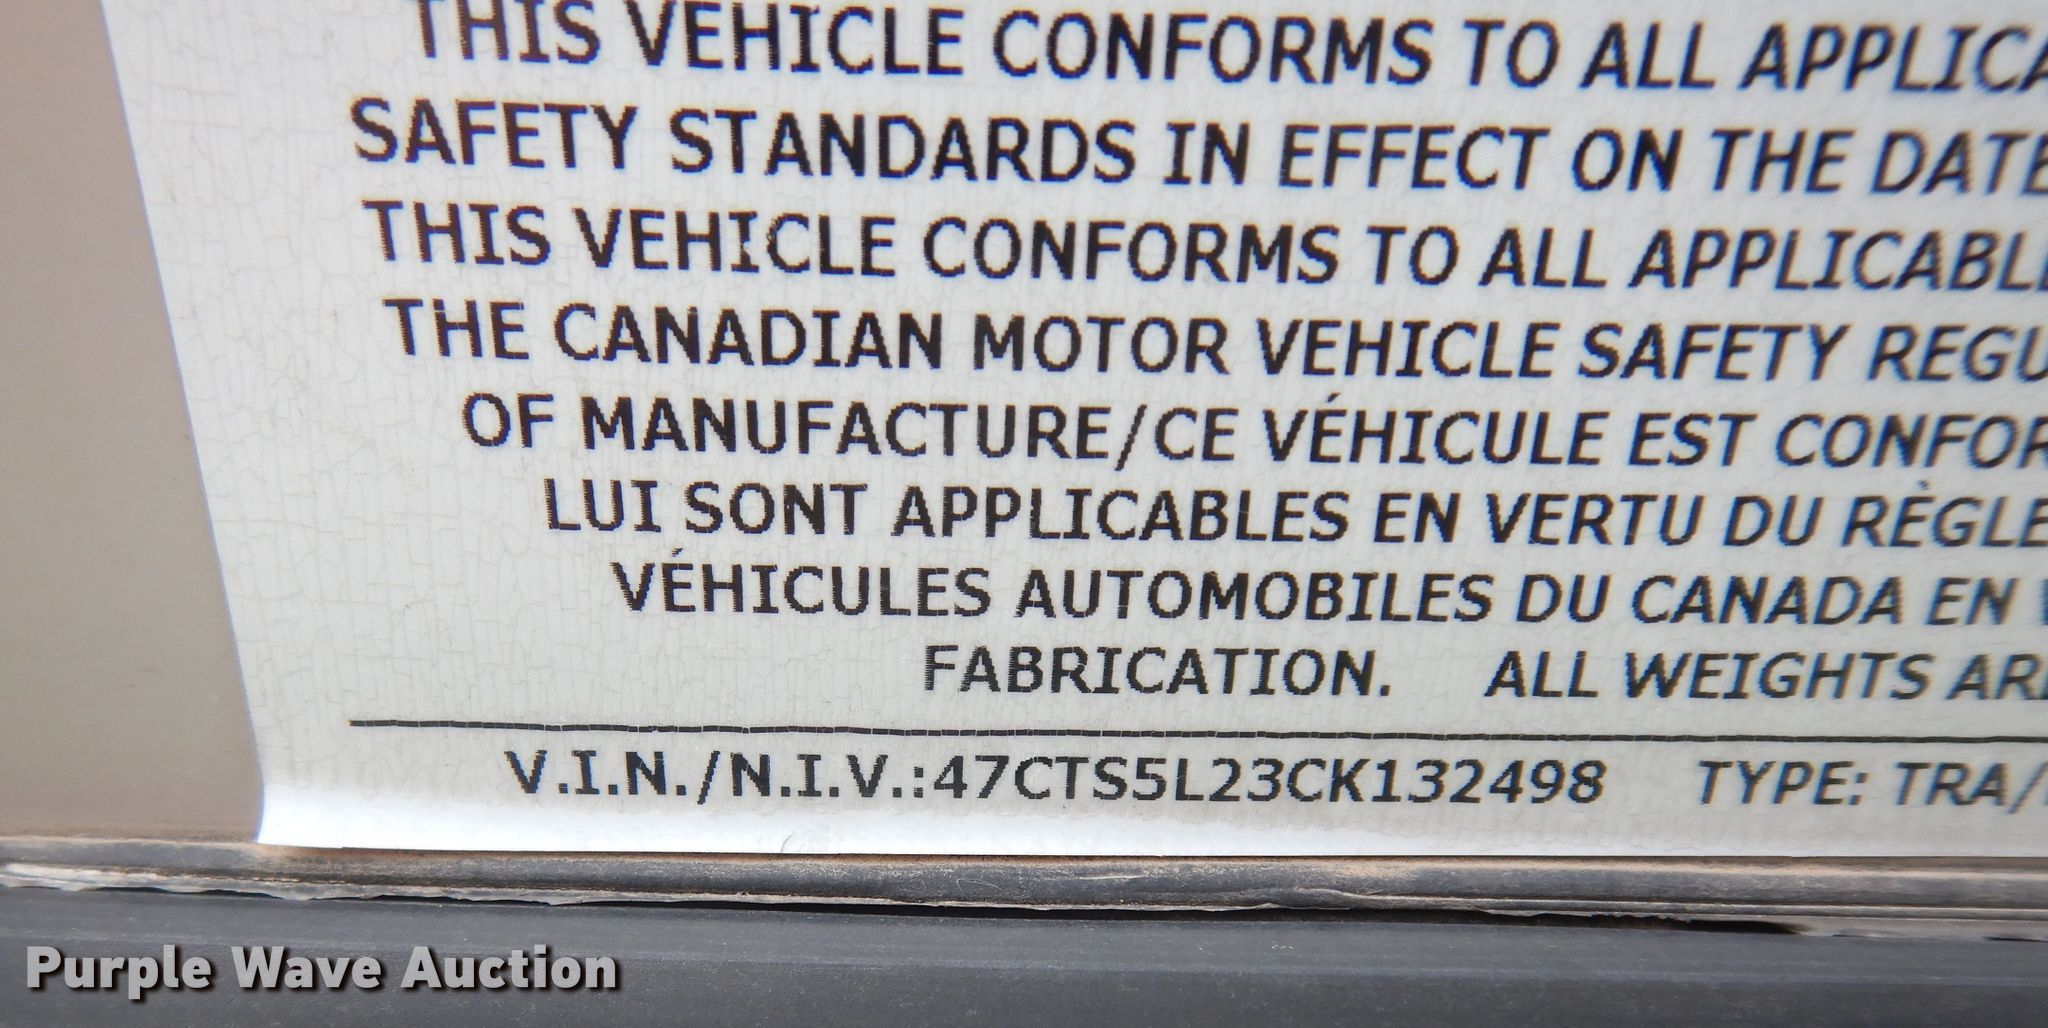 THIS VEHICLE CONFORMS TO ALL APPLICA
SAFETY STANDARDS IN EFFECT ON THE DATE
THIS VEHICLE CONFORMS TO ALL APPLICABLE
THE CANADIAN MOTOR VEHICLE SAFETY REGU
OF MANUFACTURE/CE VÉHICULE EST CONFOR
LUI SONT APPLICABLES EN VERTU DU RÈGLE
VÉHICULES AUTOMOBILES DU CANADA EN
FABRICATION. ALL WEIGHTS ARE
V.I.N./N.I.V.:47CTS5L23CK132498 TYPE: TRA/
Purple Wave Auction